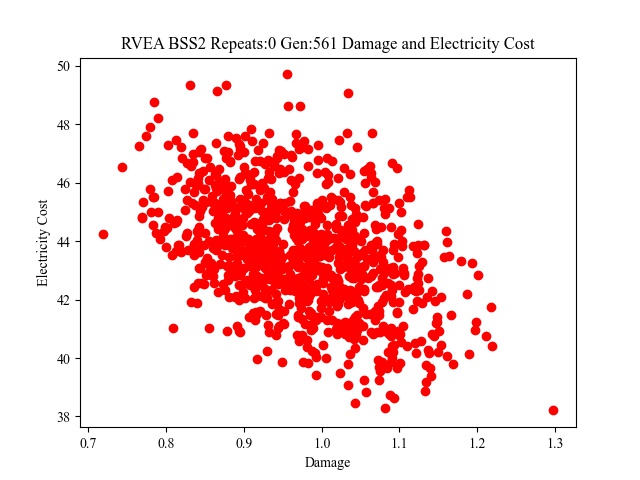 RVEA BSS2 Repeats:0 Gen:561 Damage and Electricity Cost
50
48
46
44
42
40
38
Electricity Cost
0.7 0.8 0.9 1.0 1.1 1.2 1.3
Damage